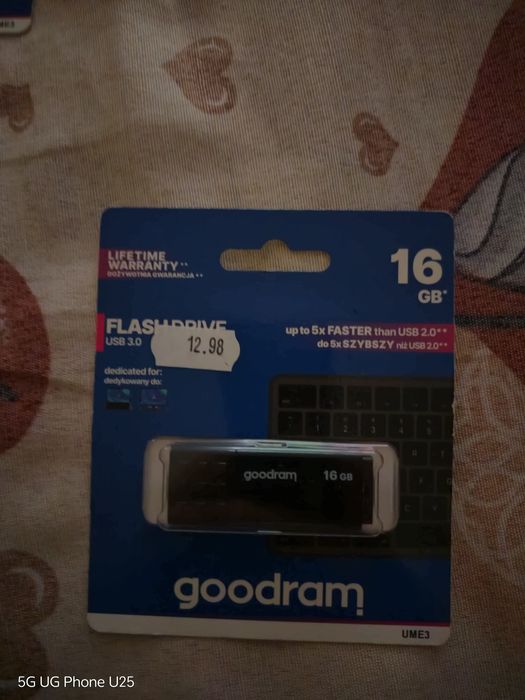 ME3
LIFETIME
WARRANTY**
DOŻYWOTNIA GWARANCJA**
16
GB*
FLASH DRIVE
USB 3.0
12.98
up to 5x FASTER than USB 2.0**
do 5x SZYBSZY niż USB 2.0**
dedicated for:
dedykowany do:
goodram
16 GB
goodram
UME3
5G UG Phone U25